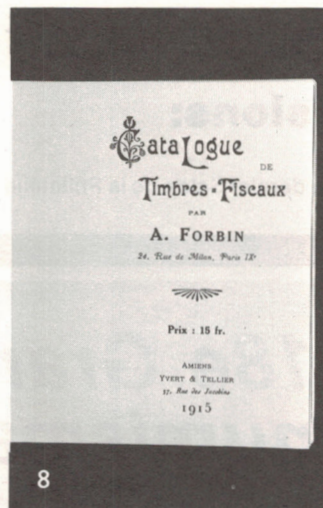 CataLogue
DE
Timbres-Fiscaux
PAR
A. FORBIN
24, Rue de Milan, Paris IXe
Prix : 15 fr.
AMIENS
YVERT & TELLIER
37, Rue des Jacobins
1915
8